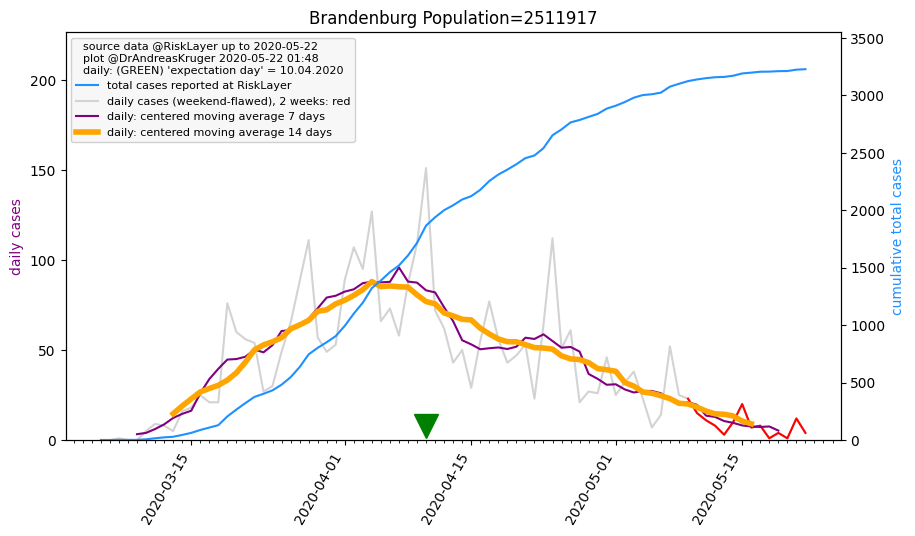 Brandenburg Population=2511917
source data @RiskLayer up to 2020-05-22
plot @DrAndreasKruger 2020-05-22 01:48
daily: (GREEN) 'expectation day' = 10.04.2020
total cases reported at RiskLayer
daily cases (weekend-flawed), 2 weeks: red
daily: centered moving average 7 days
daily: centered moving average 14 days
daily cases
200
150
100
50
0
cumulative total cases
3500
3000
2500
2000
1500
1000
500
0
2020-03-15
2020-04-01
2020-04-15
2020-05-01
2020-05-15